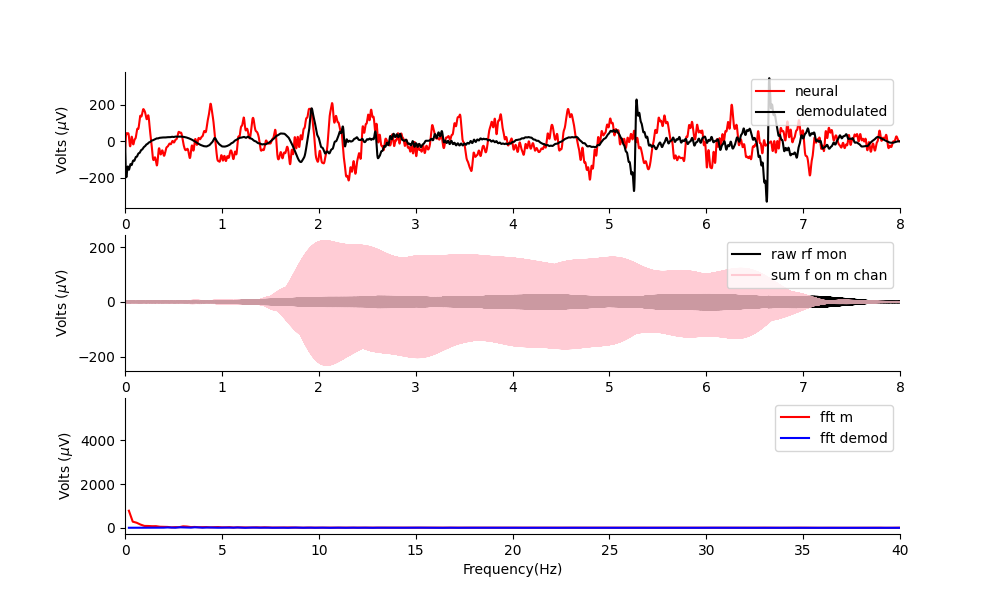 200
0
−200
Volts (μV)
neural
demodulated
0 1 2 3 4 5 6 7 8
200
0
−200
Volts (μV)
raw rf mon
sum f on m chan
0 1 2 3 4 5 6 7 8
4000
2000
0
Volts (μV)
fft m
fft demod
0 5 10 15 20 25 30 35 40
Frequency(Hz)